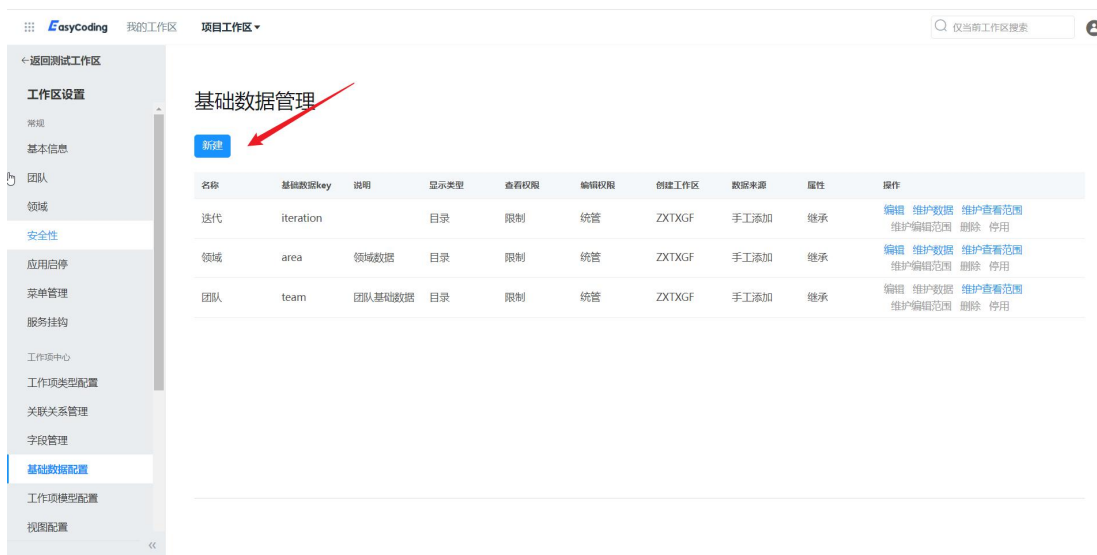 EasyCoding 我的工作区 项目工作区 仅当前工作区搜索
←返回测试工作区
工作区设置
常规
基本信息
团队
领域
安全性
应用启停
菜单管理
服务挂钩
工作项中心
工作项类型配置
关联关系管理
字段管理
基础数据配置
工作项模型配置
视图配置
基础数据管理
新建
名称 基础数据key 说明 显示类型 查看权限 编辑权限 创建工作区 数据来源 属性 操作
迭代 iteration 目录 限制 统管 ZXTXGF 手工添加 继承 编辑 维护数据 维护查看范围
维护编辑范围 删除 停用
领域 area 领域数据 目录 限制 统管 ZXTXGF 手工添加 继承 编辑 维护数据 维护查看范围
维护编辑范围 删除 停用
团队 team 团队基础数据 目录 限制 统管 ZXTXGF 手工添加 继承 编辑 维护数据 维护查看范围
维护编辑范围 删除 停用